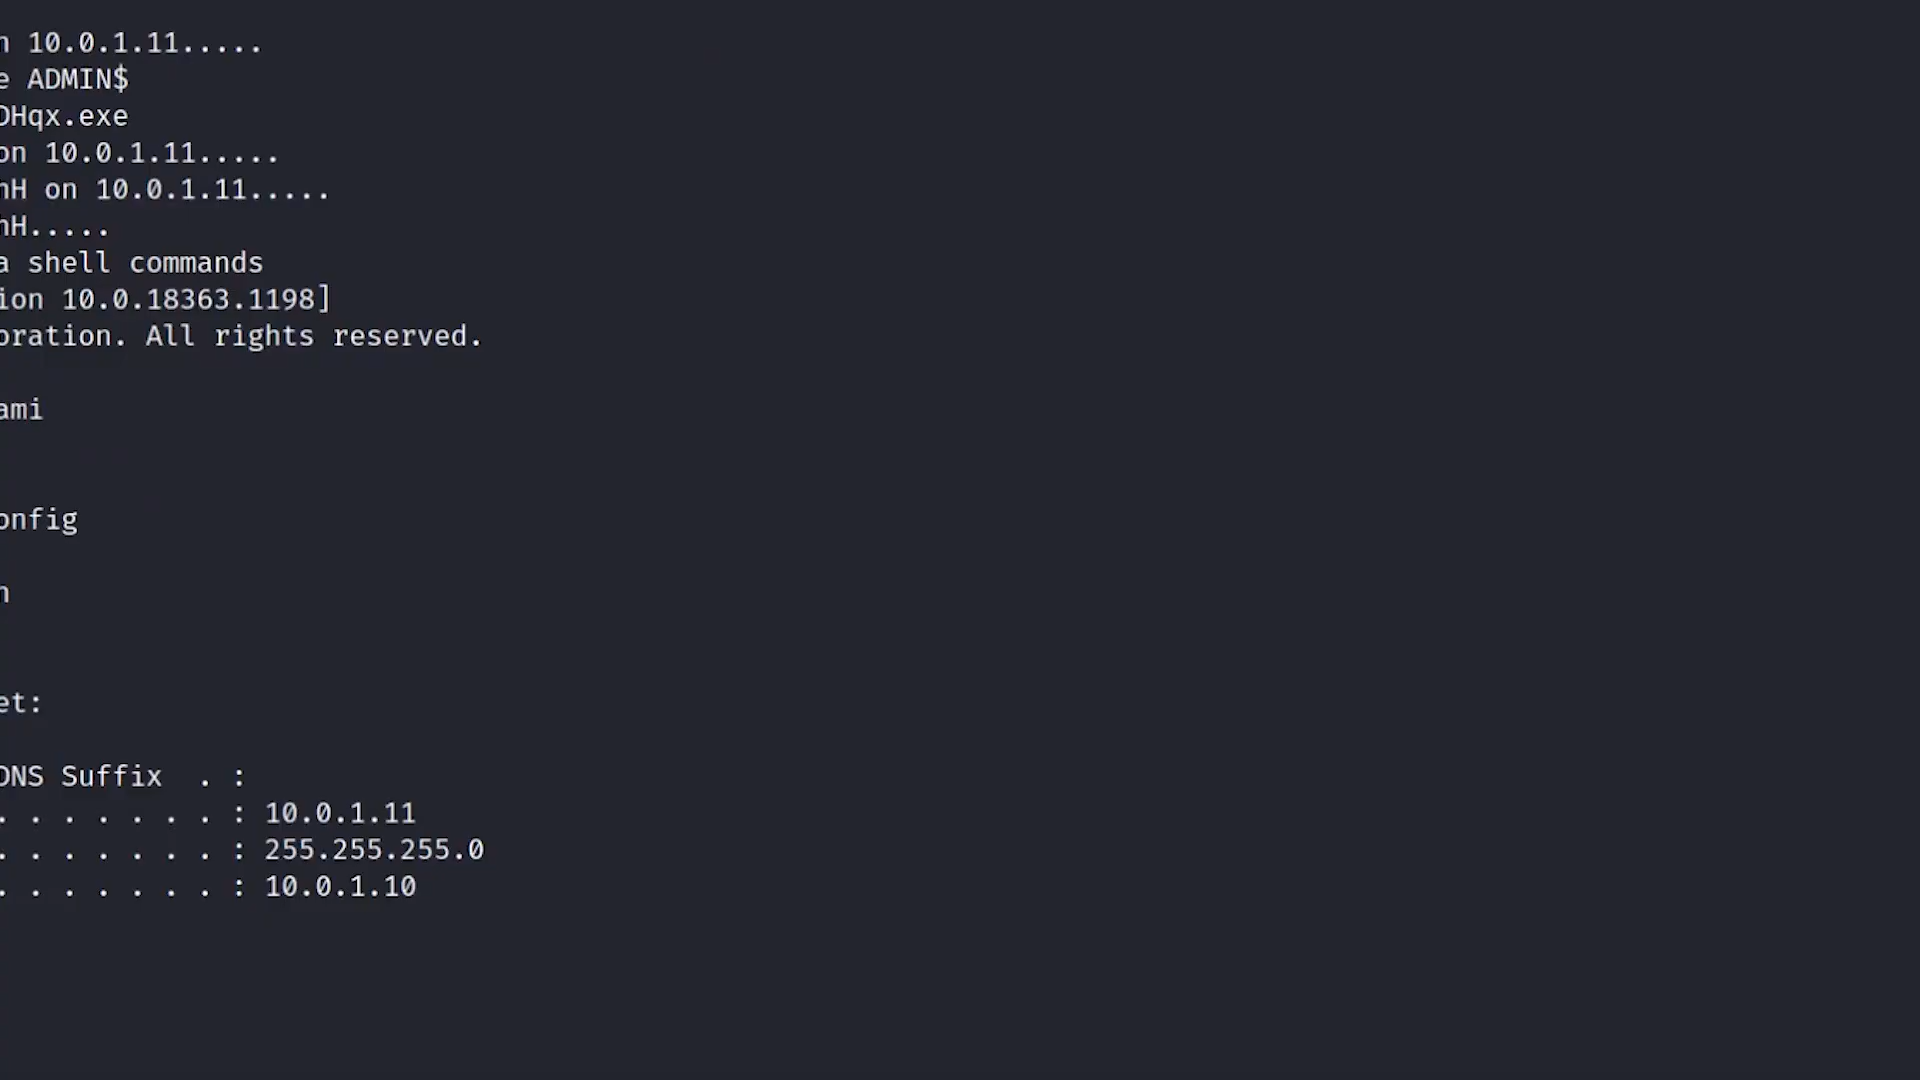 n 10.0.1.11.....
e ADMIN$
DHqx.exe
on 10.0.1.11.....
nH on 10.0.1.11.....
nH.....
a shell commands
ion 10.0.18363.1198]
oration. All rights reserved.
ami
onfig
n
et:
DNS Suffix  . :
. . . . . . . : 10.0.1.11
. . . . . . . : 255.255.255.0
. . . . . . . : 10.0.1.10